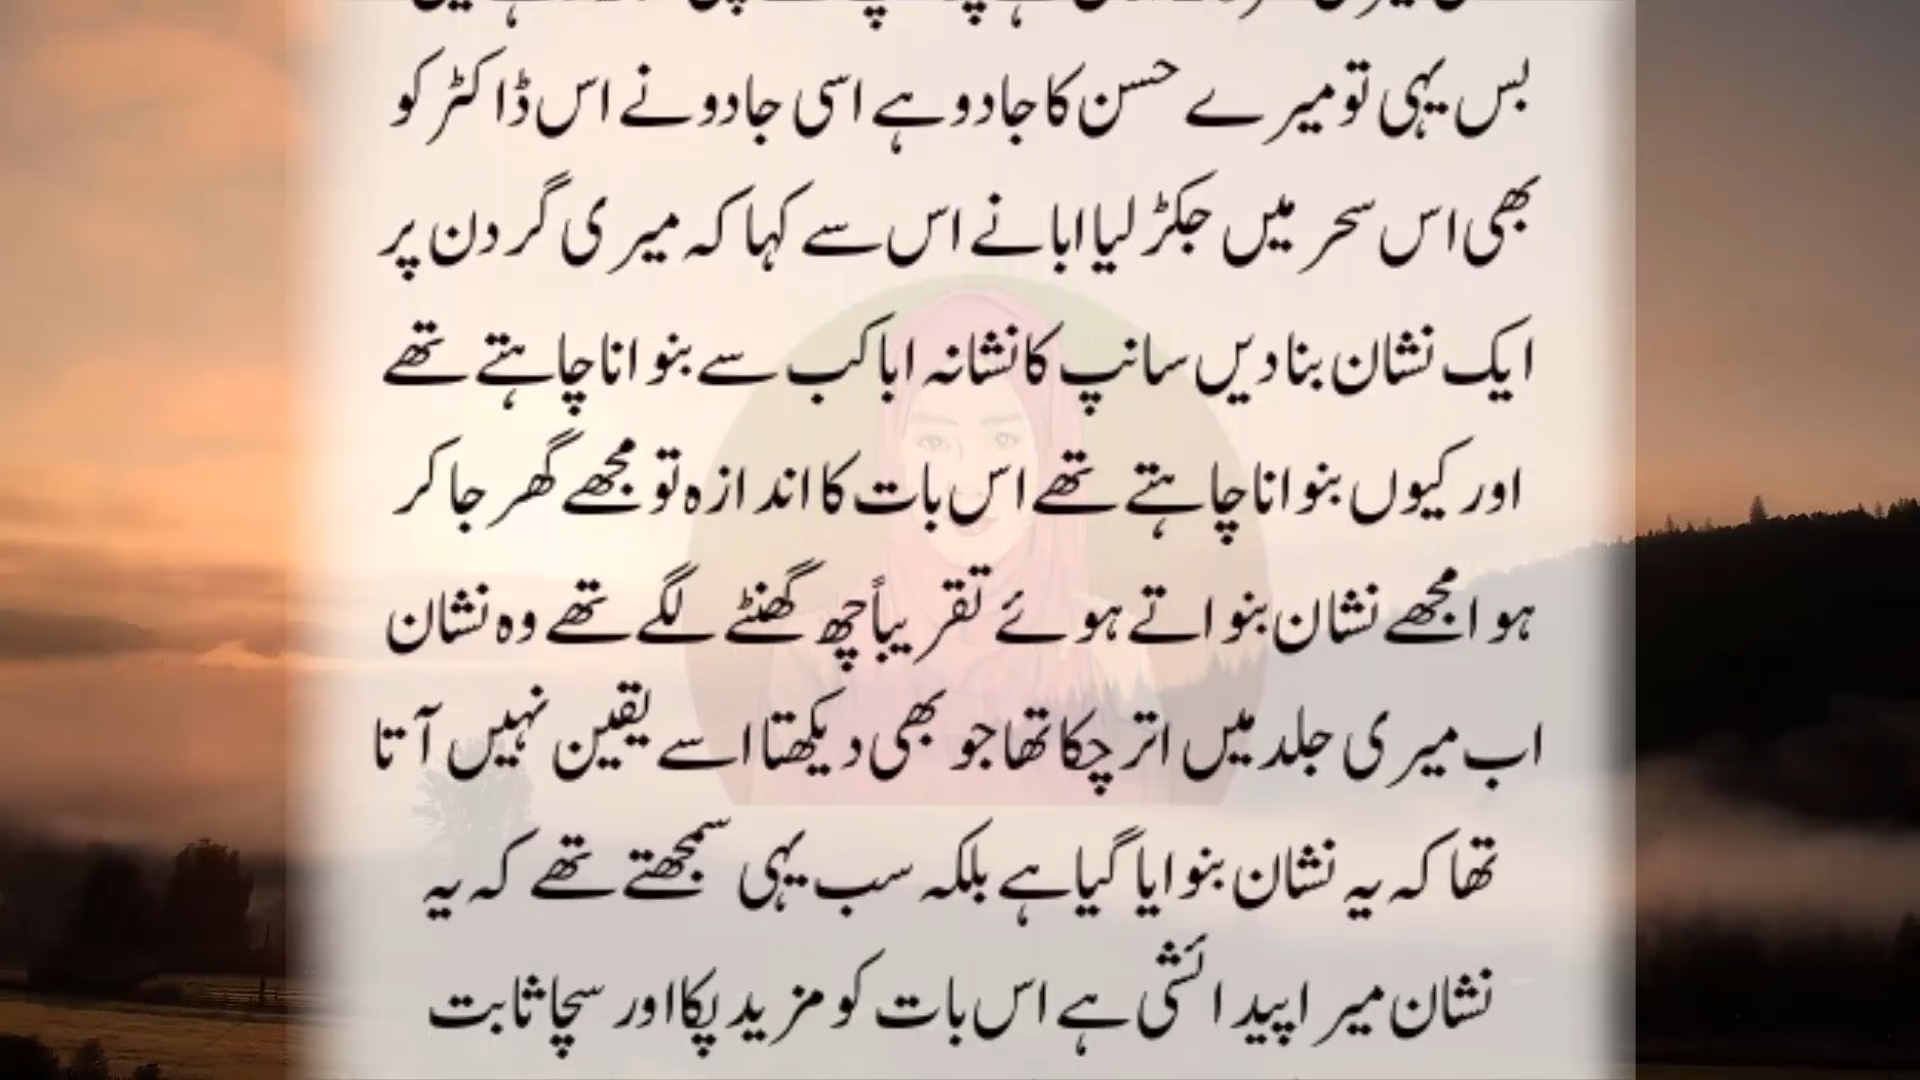 بس یہی تو میرے حسن کا جادو ہے اسی جادو نے اس ڈاکٹر کو
بھی اس سحر میں جکڑ لیا ابا نے اس سے کہا کہ میری گردن پر
ایک نشان بنا دیں سانپ کا نشانہ ابا کب سے بنوانا چاہتے تھے
اور کیوں بنوانا چاہتے تھے اس بات کا اندازہ تو مجھے گھر جا کر
ہوا مجھے نشان بنواتے ہوئے تقریباً چھ گھنٹے لگے تھے وہ نشان
اب میری جلد میں اتر چکا تھا جو بھی دیکھتا اسے یقین نہیں آتا
تھا کہ یہ نشان بنوایا گیا ہے بلکہ سب یہی سمجھتے تھے کہ یہ
نشان میرا پیدائشی ہے اس بات کو مزید پکا اور سچا ثابت